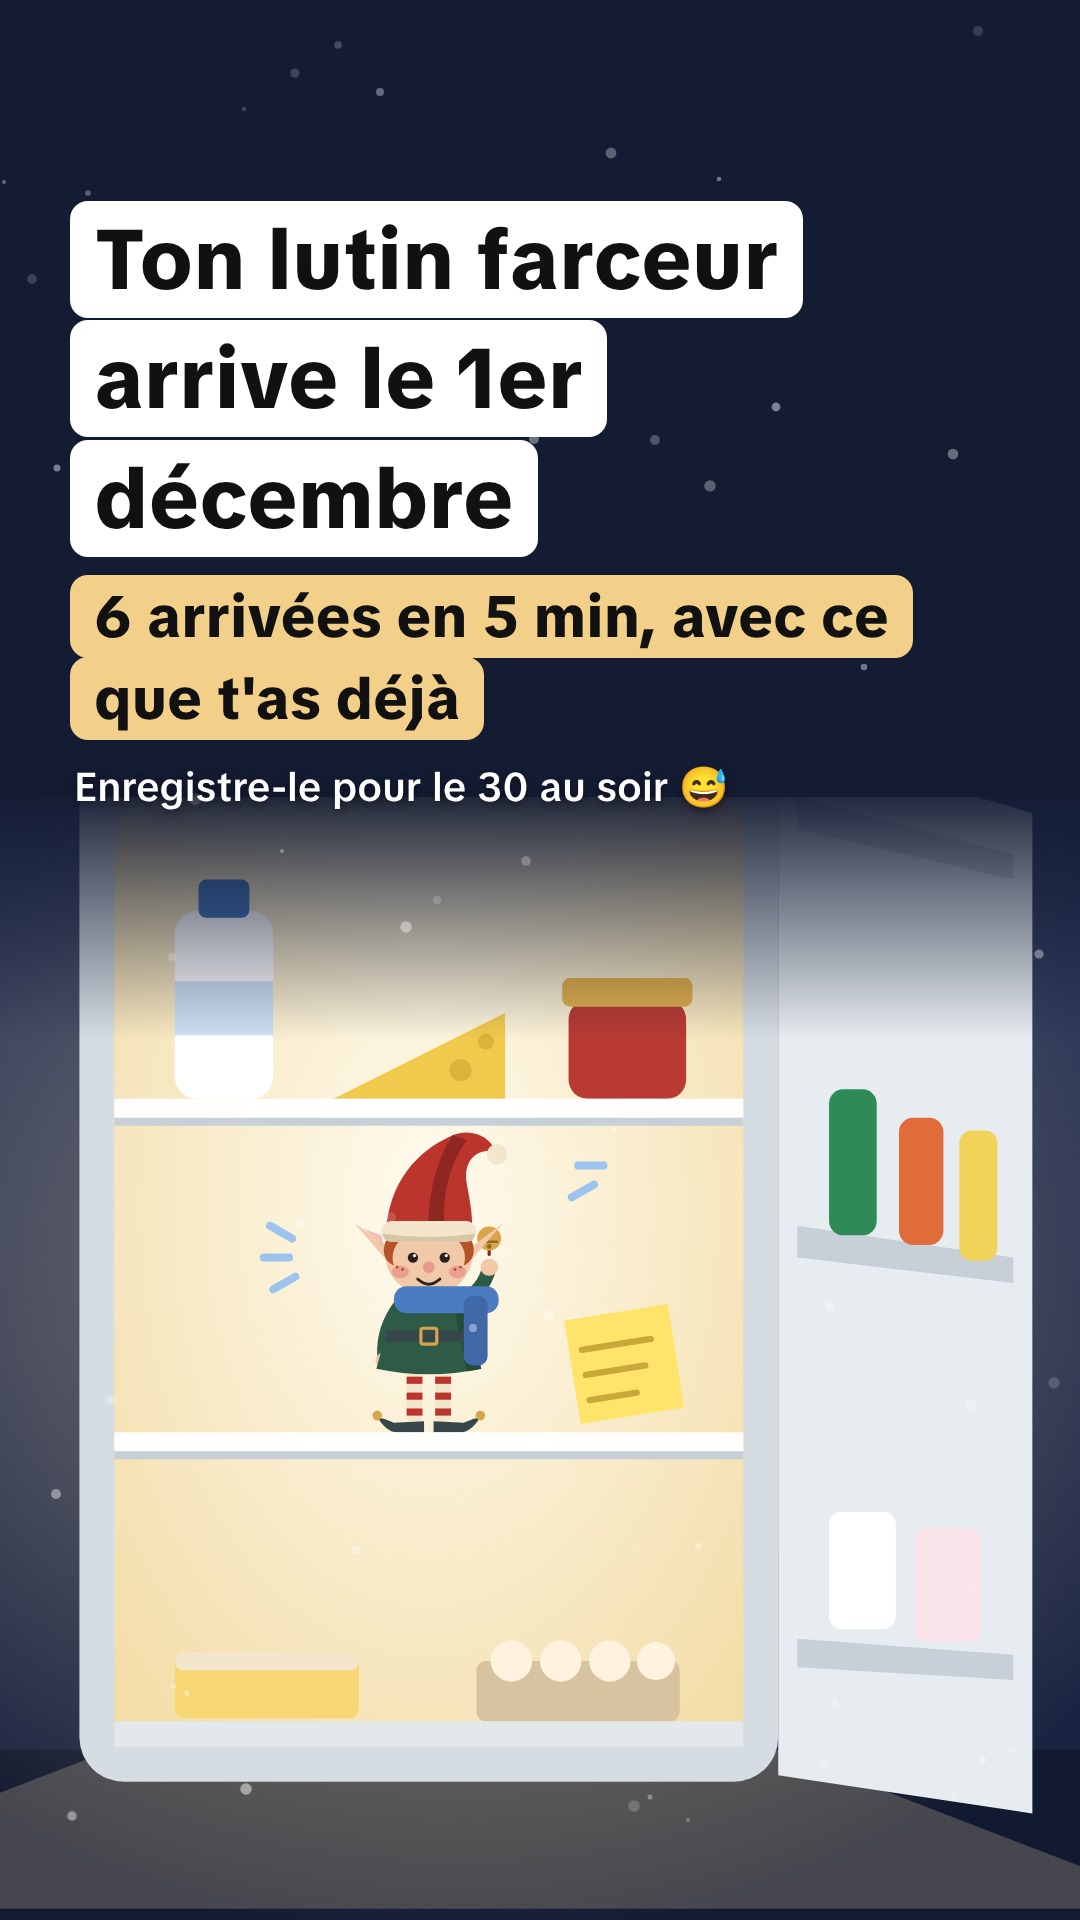 Ton lutin farceur
arrive le 1er
décembre
6 arrivées en 5 min, avec ce
que t'as déjà
Enregistre-le pour le 30 au soir 😅